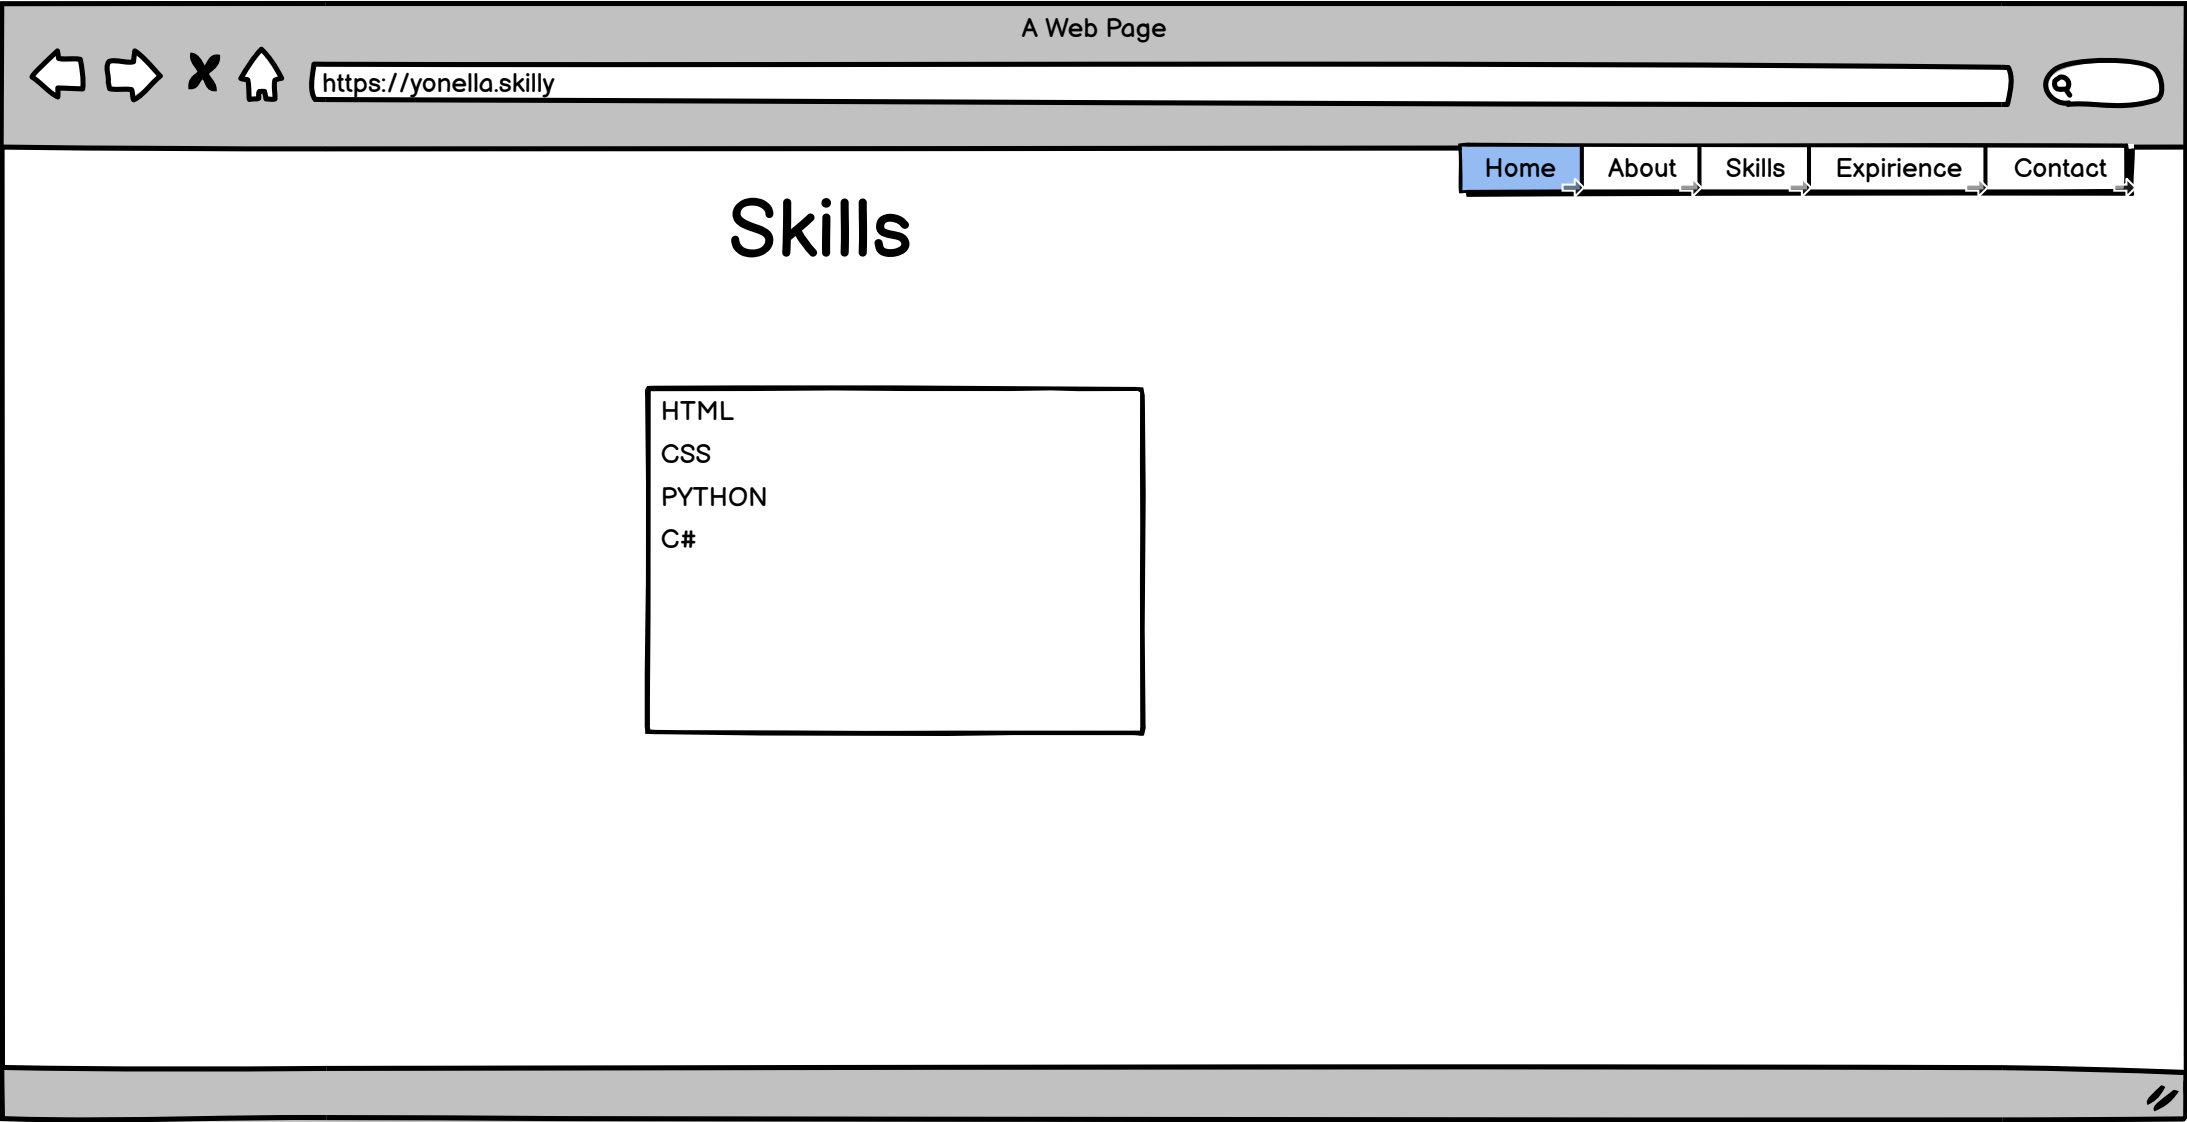 A Web Page
https://yonella.skilly
Home About Skills Expirience Contact
Skills
HTML
CSS
PYTHON
C#